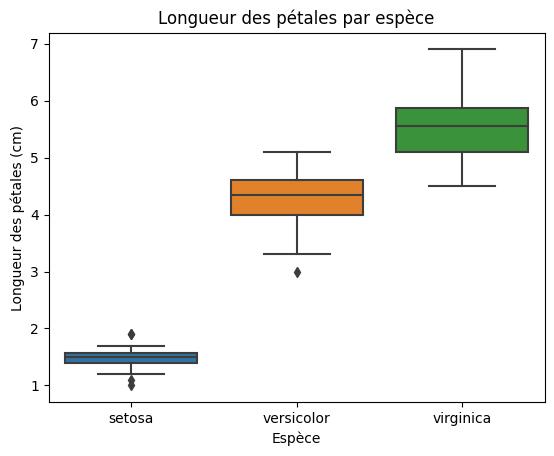 Longueur des pétales par espèce
Longueur des pétales (cm)
7
6
5
4
3
2
1
setosa versicolor virginica
Espèce